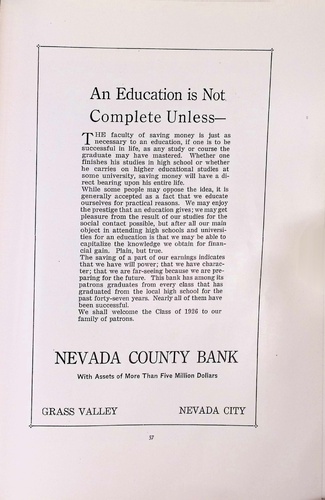 An Education is Not
Complete Unless—
THE faculty of saving money is just as
necessary to an education, if one is to be
successful in life, as any study or course the
graduate may have mastered. Whether one
finishes his studies in high school or whether
he carries on higher educational studies at
some university, saving money will have a di-
rect bearing upon his entire life.
While some people may oppose the idea, it is
generally accepted as a fact that we educate
ourselves for practical reasons. We may enjoy
the prestige that an education gives; we may get
pleasure from the result of our studies for the
social contact possible, but after all our main
object in attending high schools and universi-
ties for an education is that we may be able to
capitalize the knowledge we obtain for finan-
cial gain. Plain, but true.
The saving of a part of our earnings indicates
that we have will power; that we have charac-
ter; that we are far-seeing because we are pre-
paring for the future. This bank has among its
patrons graduates from every class that has
graduated from the local high school for the
past forty-seven years. Nearly all of them have
been successful.
We shall welcome the Class of 1926 to our
family of patrons.
NEVADA COUNTY BANK
With Assets of More Than Five Million Dollars
GRASS VALLEY NEVADA CITY
57